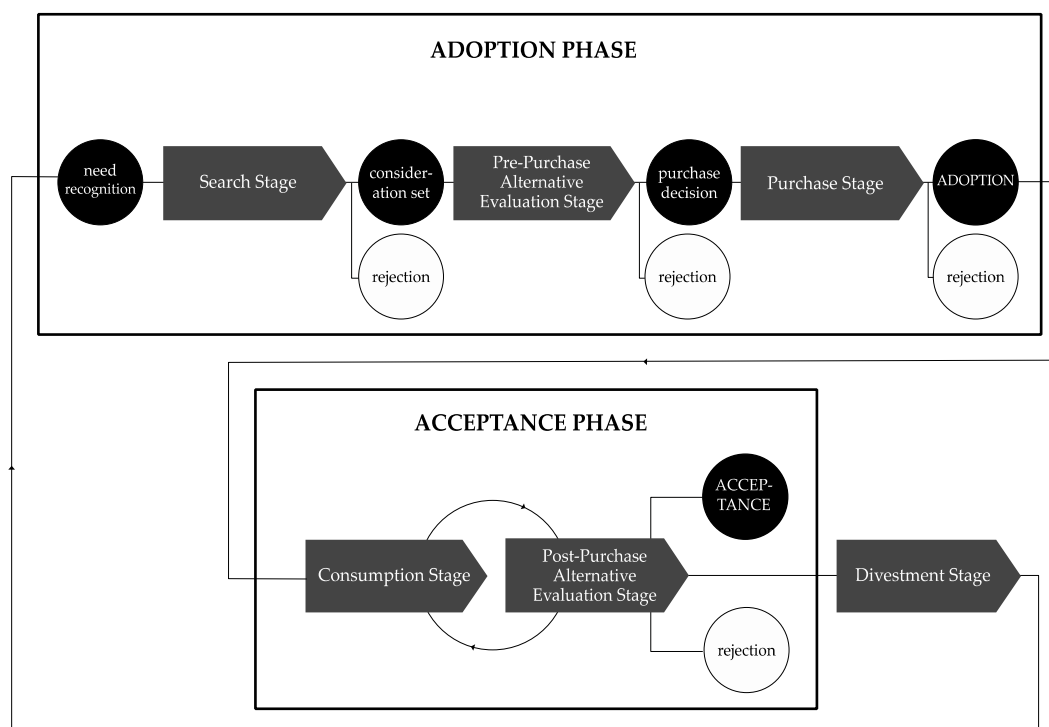 ADOPTION PHASE
need
recognition
Search Stage
consider-
ation set
rejection
Pre-Purchase
Alternative
Evaluation Stage
purchase
decision
rejection
Purchase Stage
ADOPTION
rejection
ACCEPTANCE PHASE
Consumption Stage
Post-Purchase
Alternative
Evaluation Stage
ACCEP-
TANCE
rejection
Divestment Stage